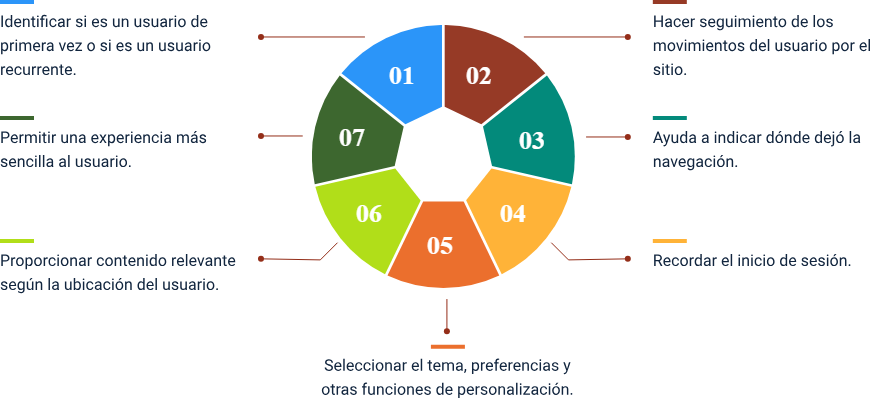 Identificar si es un usuario de
primera vez o si es un usuario
recurrente.
01
02
Hacer seguimiento de los
movimientos del usuario por el
sitio.
Permitir una experiencia más
sencilla al usuario.
07
03
Ayuda a indicar dónde dejó la
navegación.
Proporcionar contenido relevante
según la ubicación del usuario.
06
05
04
Recordar el inicio de sesión.
Seleccionar el tema, preferencias y
otras funciones de personalización.